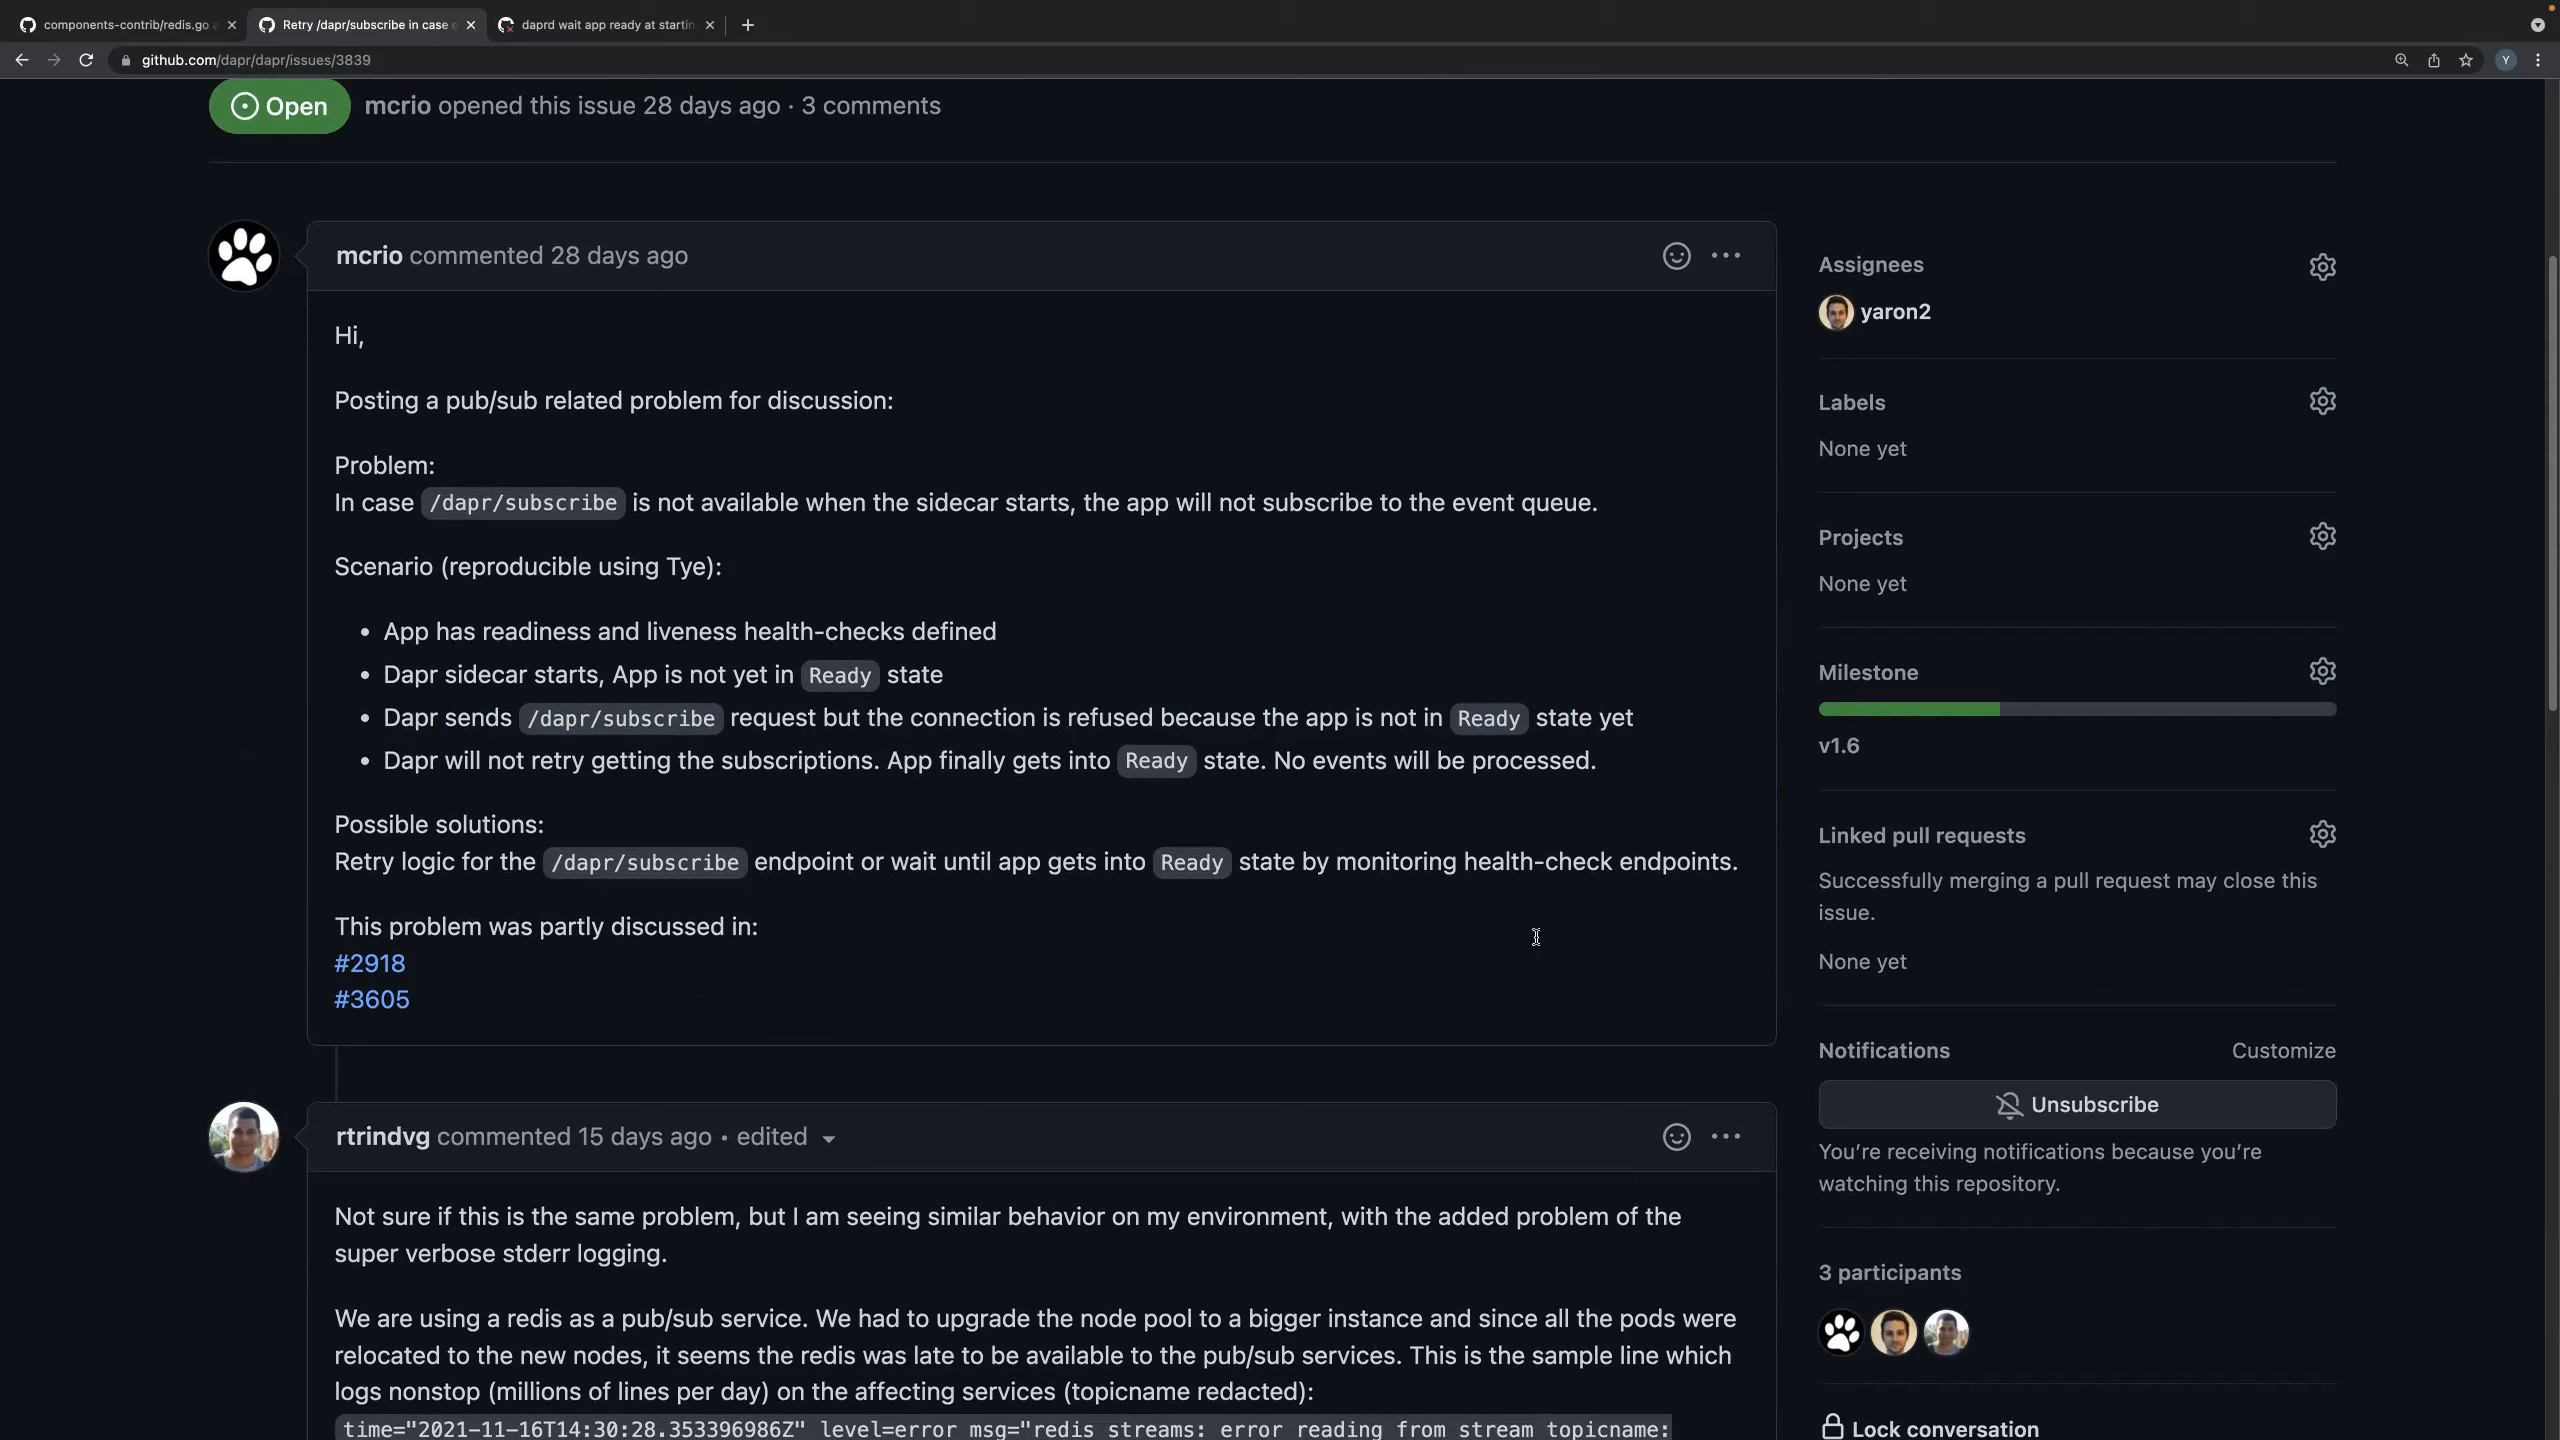 components-contrib/redis.go
Retry /dapr/subscribe in case
daprd wait app ready at startin
github.com/dapr/dapr/issues/3839
Y
Open
mcrio opened this issue 28 days ago · 3 comments
mcrio commented 28 days ago
Hi,
Posting a pub/sub related problem for discussion:
Problem:
In case /dapr/subscribe is not available when the sidecar starts, the app will not subscribe to the event queue.
Scenario (reproducible using Tye):
• App has readiness and liveness health-checks defined
• Dapr sidecar starts, App is not yet in Ready state
• Dapr sends /dapr/subscribe request but the connection is refused because the app is not in Ready state yet
• Dapr will not retry getting the subscriptions. App finally gets into Ready state. No events will be processed.
Possible solutions:
Retry logic for the /dapr/subscribe endpoint or wait until app gets into Ready state by monitoring health-check endpoints.
This problem was partly discussed in:
#2918
#3605
rtrindvg commented 15 days ago • edited
Not sure if this is the same problem, but I am seeing similar behavior on my environment, with the added problem of the
super verbose stderr logging.
We are using a redis as a pub/sub service. We had to upgrade the node pool to a bigger instance and since all the pods were
relocated to the new nodes, it seems the redis was late to be available to the pub/sub services. This is the sample line which
logs nonstop (millions of lines per day) on the affecting services (topicname redacted):
time="2021-11-16T14:30:28.353396986Z" level=error msg="redis streams: error reading from stream topicname:
Assignees
yaron2
Labels
None yet
Projects
None yet
Milestone
v1.6
Linked pull requests
Successfully merging a pull request may close this
issue.
None yet
Notifications
Customize
Unsubscribe
You're receiving notifications because you're
watching this repository.
3 participants
Lock conversation